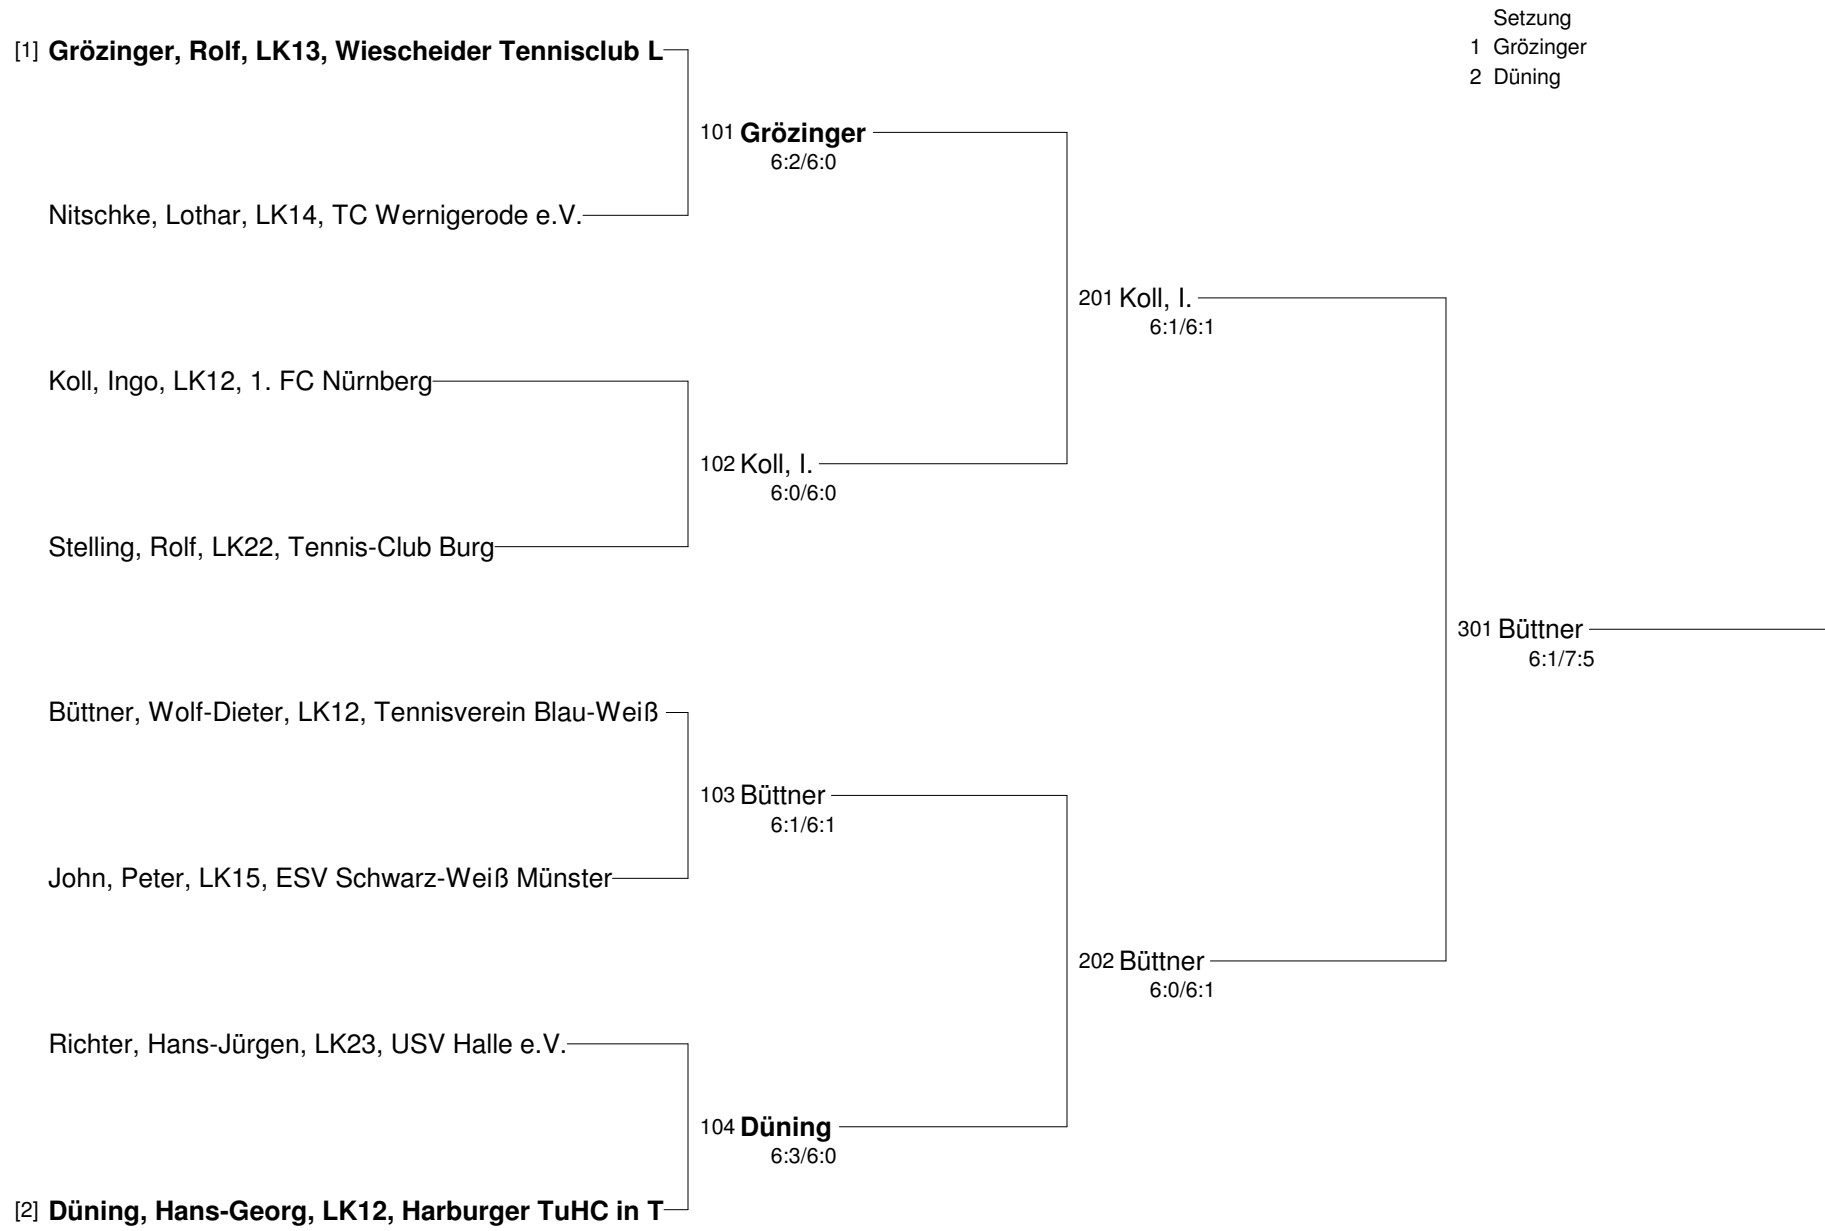 Setzung
1 Grözinger
2 Düning
[1] Grözinger, Rolf, LK13, Wiescheider Tennisclub L
101 Grözinger
6:2/6:0
Nitschke, Lothar, LK14, TC Wernigerode e.V.
201 Koll, I.
6:1/6:1
Koll, Ingo, LK12, 1. FC Nürnberg
102 Koll, I.
6:0/6:0
Stelling, Rolf, LK22, Tennis-Club Burg
301 Büttner
6:1/7:5
Büttner, Wolf-Dieter, LK12, Tennisverein Blau-Weiß
103 Büttner
6:1/6:1
John, Peter, LK15, ESV Schwarz-Weiß Münster
202 Büttner
6:0/6:1
Richter, Hans-Jürgen, LK23, USV Halle e.V.
104 Düning
6:3/6:0
[2] Düning, Hans-Georg, LK12, Harburger TuHC in T